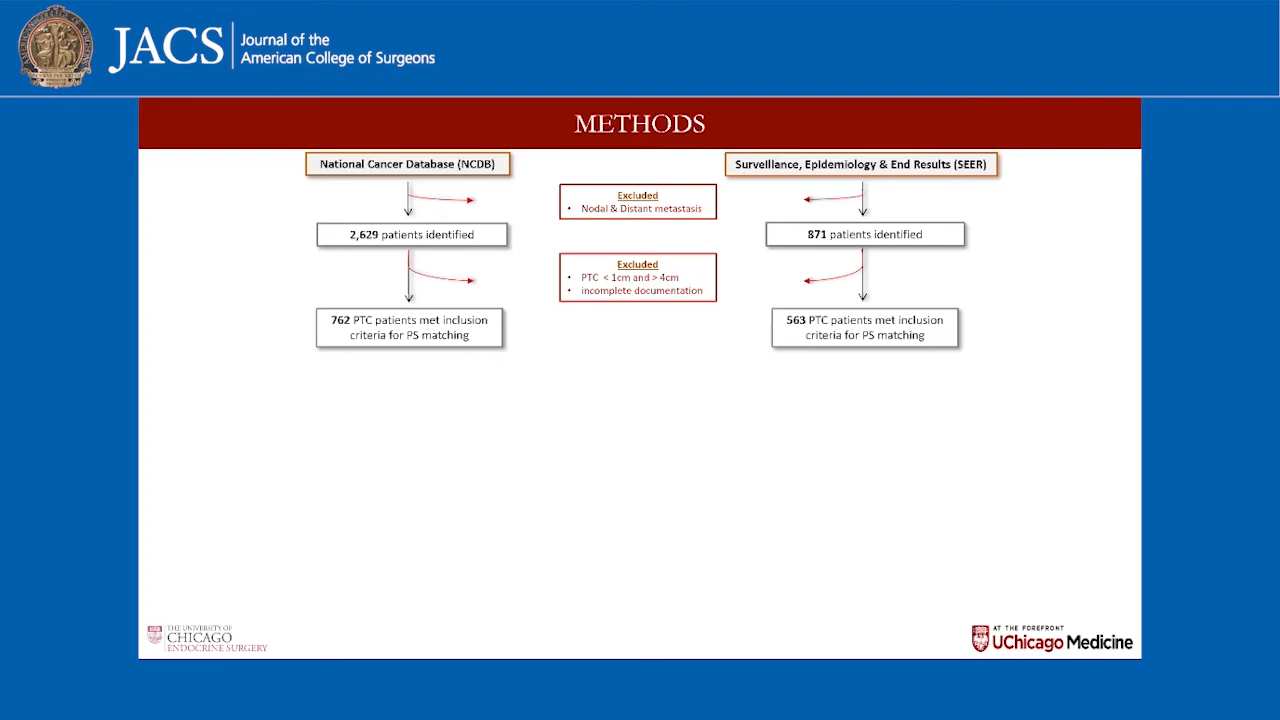 JACS
Journal of the
American College of Surgeons
METHODS
National Cancer Database (NCDB)
Surveillance, Epidemiology & End Results (SEER)
Excluded
• Nodal & Distant metastasis
2,629 patients identified
871 patients identified
Excluded
• PTC < 1cm and > 4cm
• incomplete documentation
762 PTC patients met inclusion
criteria for PS matching
563 PTC patients met inclusion
criteria for PS matching
THE UNIVERSITY OF
CHICAGO
ENDOCRINE SURGERY
AT THE FOREFRONT
UChicago Medicine